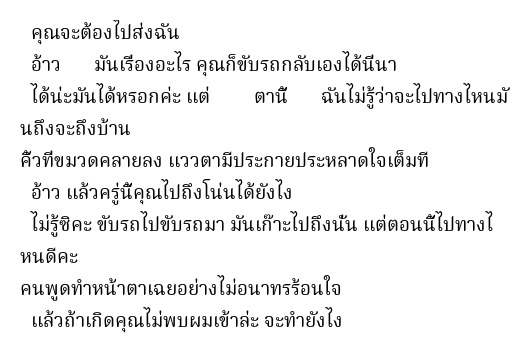 คุณจะต้องไปส่งฉัน
อ้าว มันเรื่องอะไร คุณก็ขับรถกลับเองได้นี่นา
ได้น่ะมันได้หรอกค่ะ แต่ ตานี้ ฉันไม่รู้ว่าจะไปทางไหนมั
นถึงจะถึงบ้าน
คิ้วที่ขมวดคลายลง แววตามีประกายประหลาดใจเต็มที่
อ้าว แล้วครู่นี้คุณไปถึงโน่นได้ยังไง
ไม่รู้ซิคะ ขับรถไปขับรถมา มันเก๊าะไปถึงนั่น แต่ตอนนี้ไปทางไ
หนดีคะ
คนพูดทำหน้าตาเฉยอย่างไม่อนาทรร้อนใจ
แล้วถ้าเกิดคุณไม่พบผมเข้าล่ะ จะทำยังไง